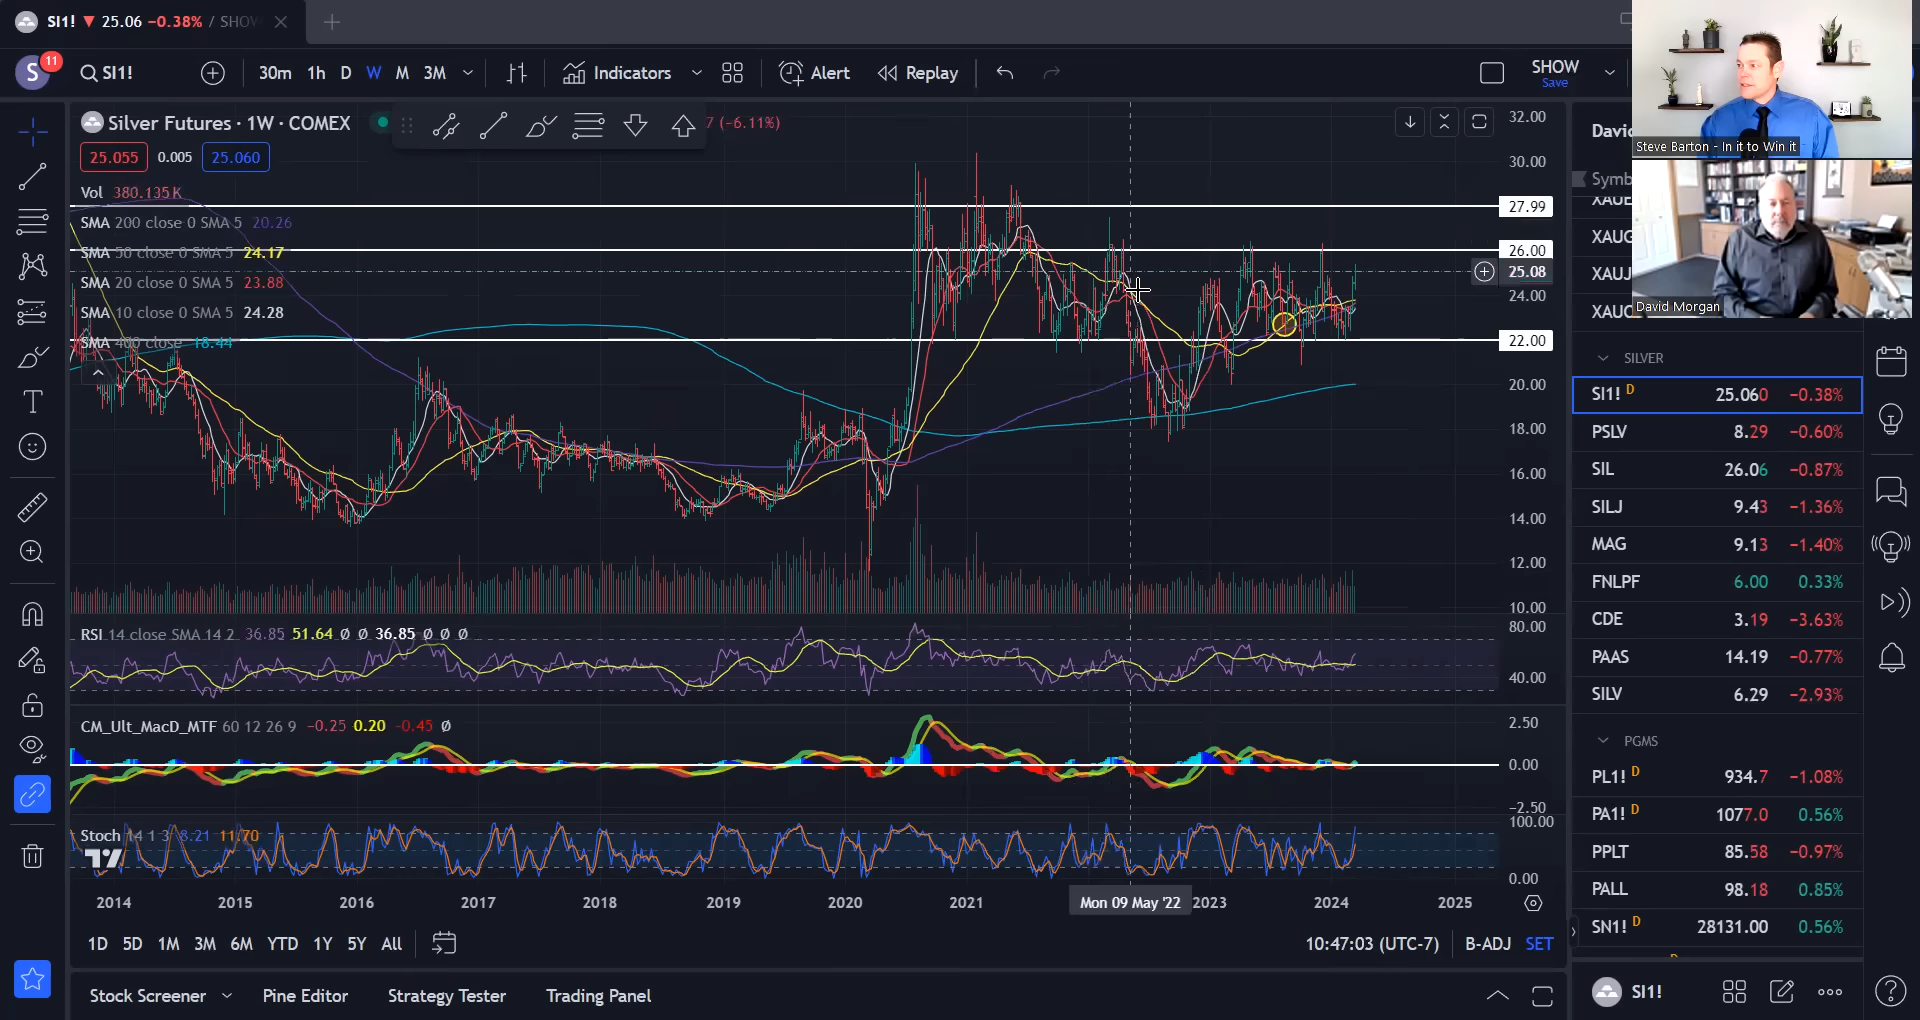 SI1! ▼ 25.06 −0.38% / SHOW
S 11 SI1! 30m 1h D W M 3M Indicators Alert Replay SHOW
Save
Silver Futures · 1W · COMEX 7 (−6.11%)
25.055 0.005 25.060
Vol 380.135K
SMA 200 close 0 SMA 5 20.26
SMA 50 close 0 SMA 5 24.17
SMA 20 close 0 SMA 5 23.88
SMA 10 close 0 SMA 5 24.28
SMA 400 close 18.44
32.00
30.00
27.99
26.00
25.08
24.00
22.00
20.00
18.00
16.00
14.00
12.00
10.00
RSI 14 close SMA 14 2 36.85 51.64 Ø Ø 36.85 Ø Ø Ø
80.00
40.00
CM_Ult_MacD_MTF 60 12 26 9 −0.25 0.20 −0.45 Ø
2.50
0.00
−2.50
Stoch 14 1 3 8.21 11.70
100.00
0.00
2014 2015 2016 2017 2018 2019 2020 2021 Mon 09 May '22 2023 2024 2025
1D 5D 1M 3M 6M YTD 1Y 5Y All 10:47:03 (UTC-7) B-ADJ SET
Stock Screener Pine Editor Strategy Tester Trading Panel
Steve Barton - In it to Win it
David Morgan
Davi
Symb
XAUG
XAUJ
SILVER
SI1! D 25.060 −0.38%
PSLV 8.29 −0.60%
SIL 26.06 −0.87%
SILJ 9.43 −1.36%
MAG 9.13 −1.40%
FNLPF 6.00 0.33%
CDE 3.19 −3.63%
PAAS 14.19 −0.77%
SILV 6.29 −2.93%
PGMS
PL1! D 934.7 −1.08%
PA1! D 1077.0 0.56%
PPLT 85.58 −0.97%
PALL 98.18 0.85%
SN1! D 28131.00 0.56%
SI1!